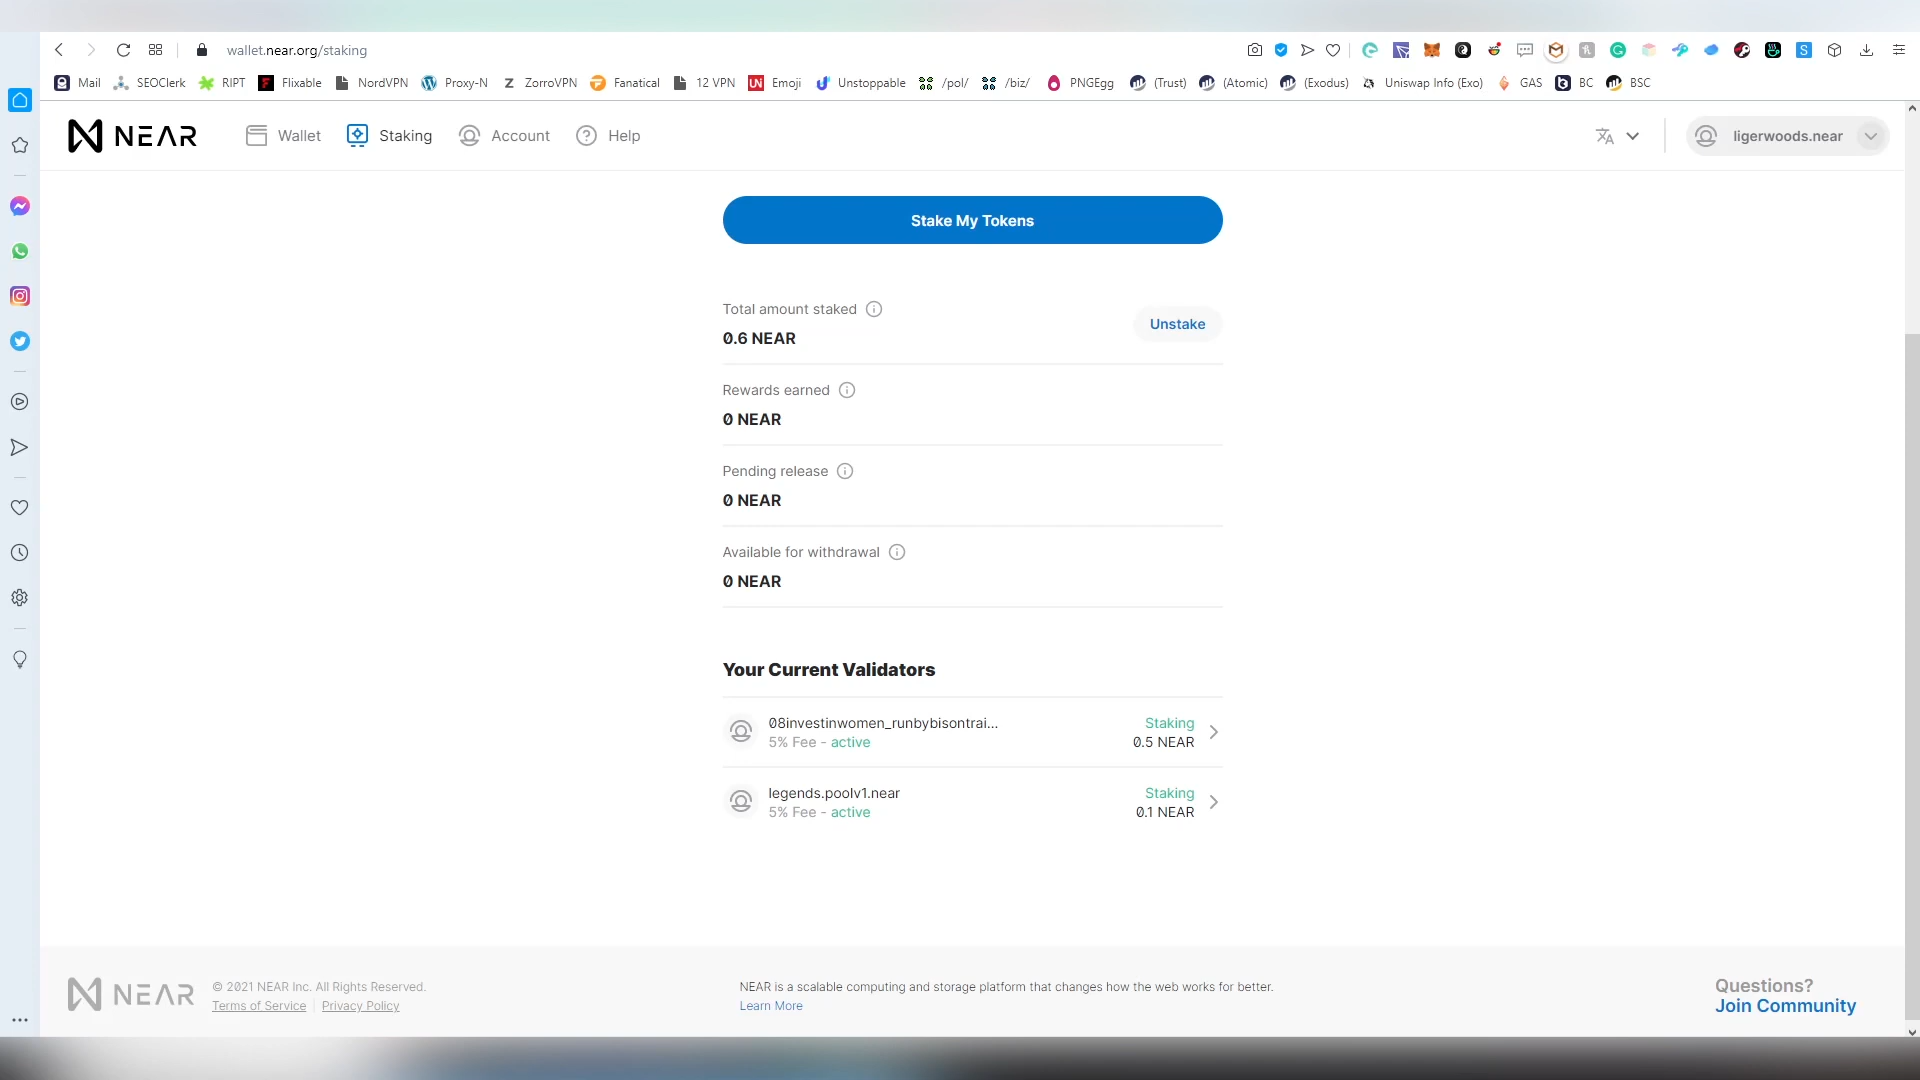 wallet.near.org/staking
Mail SEOClerk RIPT Flixable NordVPN Proxy-N Z ZorroVPN Fanatical 12 VPN UN Emoji Unstoppable /pol/ /biz/ PNGEgg (Trust) (Atomic) (Exodus) Uniswap Info (Exo) GAS BC BSC
NEAR Wallet Staking Account Help ligerwoods.near
Stake My Tokens
Total amount staked
0.6 NEAR
Unstake
Rewards earned
0 NEAR
Pending release
0 NEAR
Available for withdrawal
0 NEAR
Your Current Validators
08investinwomen_runbybisontrai... Staking
5% Fee - active 0.5 NEAR
legends.poolv1.near Staking
5% Fee - active 0.1 NEAR
NEAR
© 2021 NEAR Inc. All Rights Reserved.
Terms of Service Privacy Policy
NEAR is a scalable computing and storage platform that changes how the web works for better.
Learn More
Questions?
Join Community